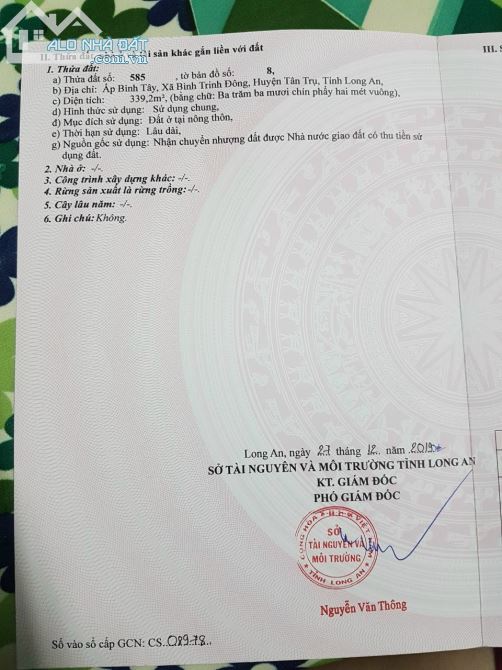 ALO NHÀ ĐẤT
.com.vn
II. Thửa đất, sản khác gắn liền với đất
III. S
1. Thửa đất:
a) Thửa đất số: 585 , tờ bản đồ số: 8,
b) Địa chỉ: Ấp Bình Tây, Xã Bình Trinh Đông, Huyện Tân Trụ, Tỉnh Long An,
c) Diện tích: 339,2m², (bằng chữ: Ba trăm ba mươi chín phẩy hai mét vuông),
d) Hình thức sử dụng: Sử dụng chung,
đ) Mục đích sử dụng: Đất ở tại nông thôn,
e) Thời hạn sử dụng: Lâu dài,
g) Nguồn gốc sử dụng: Nhận chuyển nhượng đất được Nhà nước giao đất có thu tiền sử
dụng đất.
2. Nhà ở: -/-.
3. Công trình xây dựng khác: -/-.
4. Rừng sản xuất là rừng trồng: -/-.
5. Cây lâu năm: -/-.
6. Ghi chú: Không.
Long An, ngày 27 tháng 12.. năm 2019
SỞ TÀI NGUYÊN VÀ MÔI TRƯỜNG TỈNH LONG AN
KT. GIÁM ĐỐC
PHÓ GIÁM ĐỐC
CỘNG HÒA X.H.C.N VIỆT NAM
SỞ
TÀI NGUYÊN VÀ
MÔI TRƯỜNG
TỈNH LONG AN
Nguyễn Văn Thông
Số vào sổ cấp GCN: CS..08978..